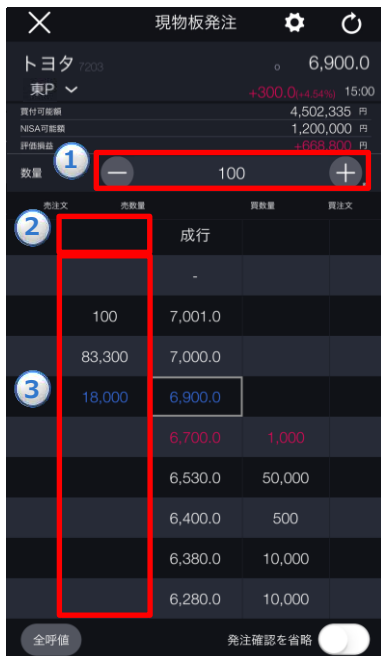 現物板発注
トヨタ 7203 6,900.0
東P +300.0(+4.54%) 15:00
買付可能額 4,502,335 円
NISA可能額 1,200,000 円
評価損益 +668,800 円
数量 1 100
売注文 売数量 買数量 買注文
2 成行
-
100 7,001.0
83,300 7,000.0
3 18,000 6,900.0
6,700.0 1,000
6,530.0 50,000
6,400.0 500
6,380.0 10,000
6,280.0 10,000
全呼値 発注確認を省略